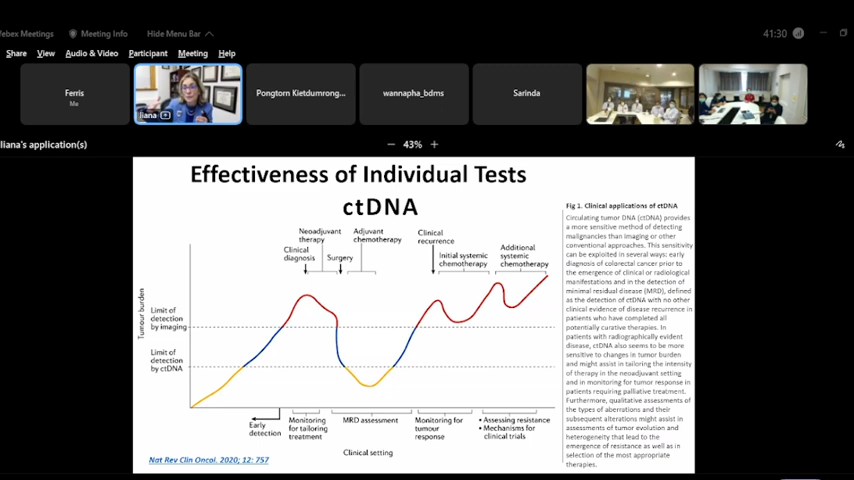 ebex Meetings
Meeting Info
Hide Menu Bar
41:30
Share View Audio & Video Participant Meeting Help
Ferris
Me
liana
Pongtorn Kietdumrong...
wannapha_bdms
Sarinda
liana's application(s)
43%
Effectiveness of Individual Tests
ctDNA
Neoadjuvant
therapy
Clinical
diagnosis
Surgery
Adjuvant
chemotherapy
Clinical
recurrence
Initial systemic
chemotherapy
Additional
systemic
chemotherapy
Tumour burden
Limit of
detection
by imaging
Limit of
detection
by ctDNA
Early
detection
Monitoring
for tailoring
treatment
MRD assessment
Monitoring for
tumour
response
• Assessing resistance
• Mechanisms for
clinical trials
Clinical setting
Nat Rev Clin Oncol. 2020; 12: 757
Fig 1. Clinical applications of ctDNA
Circulating tumor DNA (ctDNA) provides
a more sensitive method of detecting
malignancies than imaging or other
conventional approaches. This sensitivity
can be exploited in several ways: early
diagnosis of colorectal cancer prior to
the emergence of clinical or radiological
manifestations and in the detection of
minimal residual disease (MRD), defined
as the detection of ctDNA with no other
clinical evidence of disease recurrence in
patients who have completed all
potentially curative therapies. In
patients with radiographically evident
disease, ctDNA also seems to be more
sensitive to changes in tumor burden
and might assist in tailoring the intensity
of therapy in the neoadjuvant setting
and in monitoring for tumor response in
patients requiring palliative treatment.
Furthermore, qualitative assessments of
the types of aberrations and their
subsequent alterations might assist in
assessments of tumor evolution and
heterogeneity that lead to the
emergence of resistance as well as in
selection of the most appropriate
therapies.